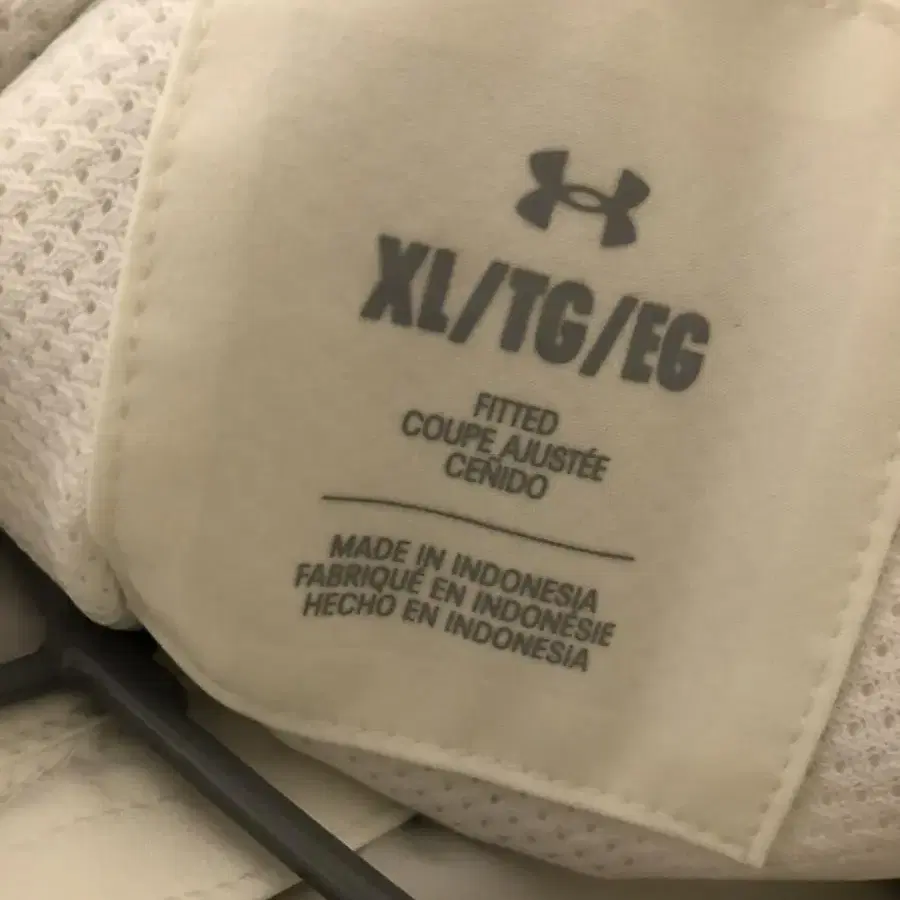 XL/TG/EG
FITTED
COUPE AJUSTÉE
CEÑIDO
MADE IN INDONESIA
FABRIQUÉ EN INDONÉSIE
HECHO EN INDONESIA